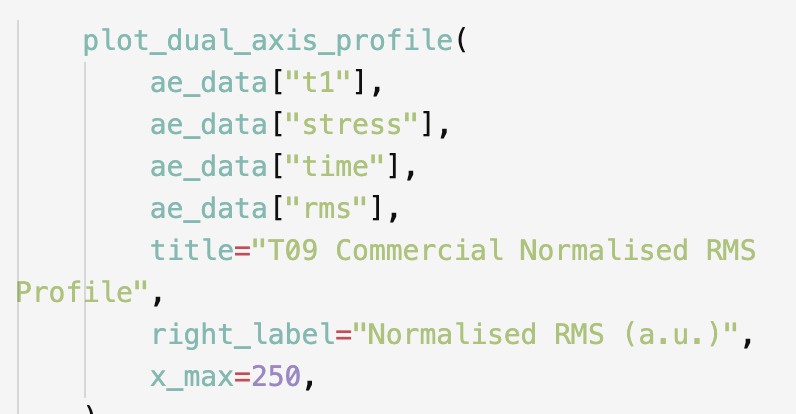 plot_dual_axis_profile(
ae_data["t1"],
ae_data["stress"],
ae_data["time"],
ae_data["rms"],
title="T09 Commercial Normalised RMS
Profile",
right_label="Normalised RMS (a.u.)",
x_max=250,
)